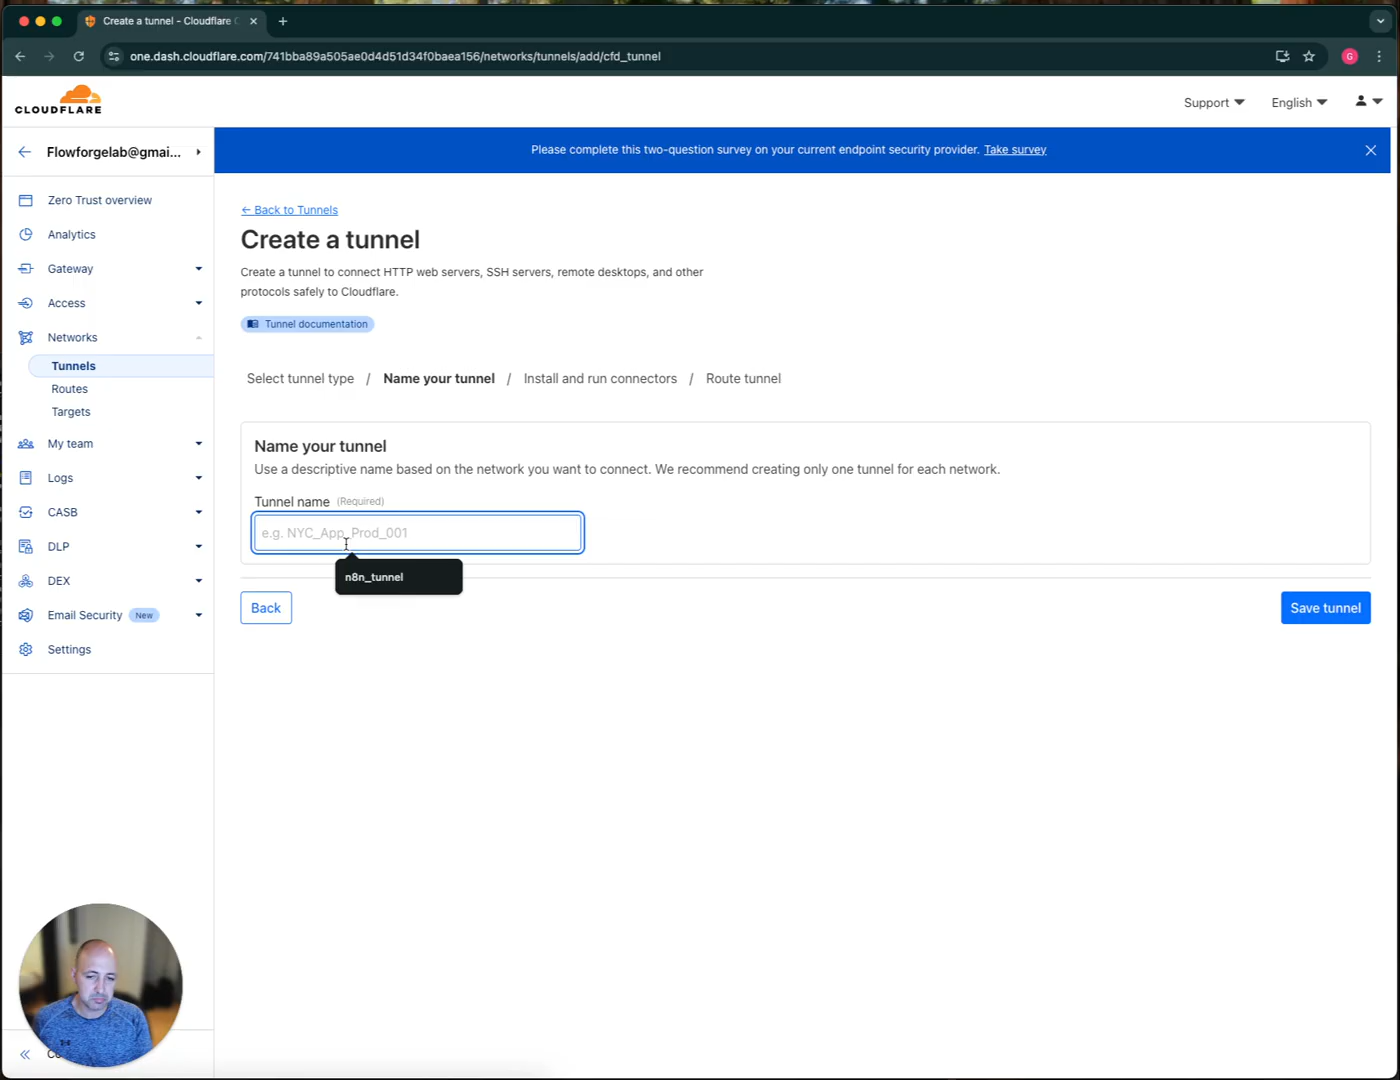 Create a tunnel - Cloudflare
one.dash.cloudflare.com/741bba89a505ae0d4d51d34f0baea156/networks/tunnels/add/cfd_tunnel
G
CLOUDFLARE
Support
English
Flowforgelab@gmai...
Please complete this two-question survey on your current endpoint security provider. Take survey
Zero Trust overview
Analytics
Gateway
Access
Networks
Tunnels
Routes
Targets
My team
Logs
CASB
DLP
DEX
Email Security New
Settings
← Back to Tunnels
Create a tunnel
Create a tunnel to connect HTTP web servers, SSH servers, remote desktops, and other
protocols safely to Cloudflare.
Tunnel documentation
Select tunnel type / Name your tunnel / Install and run connectors / Route tunnel
Name your tunnel
Use a descriptive name based on the network you want to connect. We recommend creating only one tunnel for each network.
Tunnel name (Required)
e.g. NYC_App_Prod_001
n8n_tunnel
Back
Save tunnel